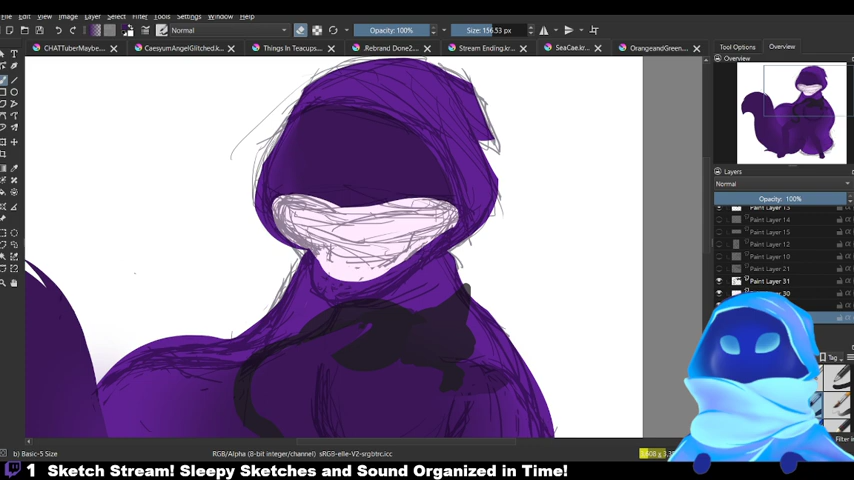 Edit View Image Layer Select Filter Tools Settings Window Help
Normal Opacity: 100% Size: 156.53 px
CHATTuberMaybe... CaesyumAngelGlitched.k... Things In Teacups... .Rebrand Done2... Stream Ending.kr... SeaCae.kr... OrangeandGreen...
Tool Options Overview
Overview
Layers
Normal
Opacity: 100%
Paint Layer 13
Paint Layer 14
Paint Layer 15
Paint Layer 12
Paint Layer 10
Paint Layer 21
Paint Layer 31
Tag
Filter in
b) Basic-5 Size RGB/Alpha (8-bit integer/channel) sRGB-elle-V2-srgbtrc.icc
1 Sketch Stream! Sleepy Sketches and Sound Organized in Time!